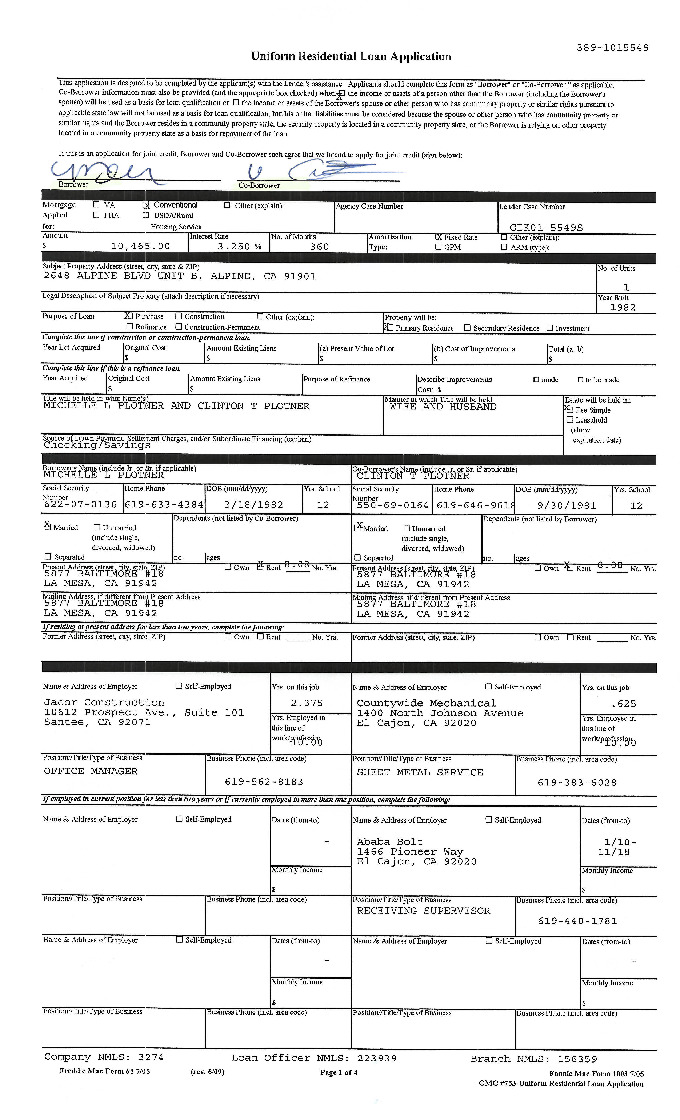 389-1015549
Uniform Residential Loan Application
This application is designed to be completed by the applicant(s) with the Lender's assistance. Applicants should complete this form as "Borrower" or "Co-Borrower," as applicable.
Co-Borrower information must also be provided (and the appropriate box checked) when ☐ the income or assets of a person other than the Borrower (including the Borrower's
spouse) will be used as a basis for loan qualification or ☐ the income or assets of the Borrower's spouse or other person who has community property or similar rights pursuant to
applicable state law will not be used as a basis for loan qualification, but his or her liabilities must be considered because the spouse or other person who has community property or
similar rights and the Borrower resides in a community property state, the security property is located in a community property state, or the Borrower is relying on other property
located in a community property state as a basis for repayment of the loan.
If this is an application for joint credit, Borrower and Co-Borrower each agree that we intend to apply for joint credit (sign below):
Borrower Co-Borrower
Mortgage ☐ VA X Conventional ☐ Other (explain): Agency Case Number Lender Case Number
Applied ☐ FHA ☐ USDA/Rural
for: Housing Service
Amount Interest Rate No. of Months Amortization X Fixed Rate ☐ Other (explain):
$ 10,465.00 3.250 % 360 Type: ☐ GPM ☐ ARM (type):
Subject Property Address (street, city, state & ZIP) No. of Units
2648 ALPINE BLVD UNIT B, ALPINE, CA 91901 1
Legal Description of Subject Property (attach description if necessary) Year Built
1982
Purpose of Loan X Purchase ☐ Construction ☐ Other (explain): Property will be:
☐ Refinance ☐ Construction-Permanent X Primary Residence ☐ Secondary Residence ☐ Investment
Complete this line if construction or construction-permanent loan.
Year Lot Acquired Original Cost Amount Existing Liens (a) Present Value of Lot (b) Cost of Improvements Total (a+b)
$ $ $ $ $
Complete this line if this is a refinance loan.
Year Acquired Original Cost Amount Existing Liens Purpose of Refinance Describe Improvements ☐ made ☐ to be made
$ $ Cost: $
Title will be held in what Name(s) Manner in which Title will be held Estate will be held in:
MICHELLE L PLOTNER AND CLINTON T PLOTNER WIFE AND HUSBAND X Fee Simple
☐ Leasehold
(show
expiration date)
Source of Down Payment, Settlement Charges, and/or Subordinate Financing (explain)
Checking/Savings
Borrower's Name (include Jr. or Sr. if applicable) Co-Borrower's Name (include Jr. or Sr. if applicable)
MICHELLE L PLOTNER CLINTON T PLOTNER
Social Security Number Home Phone DOB (mm/dd/yyyy) Yrs. School Social Security Number Home Phone DOB (mm/dd/yyyy) Yrs. School
622-07-0136 619-633-4384 3/18/1982 12 550-69-0164 619-646-9618 9/30/1981 12
X Married ☐ Unmarried Dependents (not listed by Co-Borrower) X Married ☐ Unmarried Dependents (not listed by Borrower)
(include single, (include single,
divorced, widowed) divorced, widowed)
☐ Separated no. ages ☐ Separated no. ages
Present Address (street, city, state, ZIP) ☐ Own X Rent 8.08 No. Yrs. Present Address (street, city, state, ZIP) ☐ Own X Rent 8.08 No. Yrs.
5877 BALTIMORE #18 5877 BALTIMORE #18
LA MESA, CA 91942 LA MESA, CA 91942
Mailing Address, if different from Present Address Mailing Address, if different from Present Address
5877 BALTIMORE #18 5877 BALTIMORE #18
LA MESA, CA 91942 LA MESA, CA 91942
If residing at present address for less than two years, complete the following:
Former Address (street, city, state, ZIP) ☐ Own ☐ Rent No. Yrs. Former Address (street, city, state, ZIP) ☐ Own ☐ Rent No. Yrs.
Name & Address of Employer ☐ Self-Employed Yrs. on this job Name & Address of Employer ☐ Self-Employed Yrs. on this job
Jacor Construction 2.375 Countywide Mechanical .625
10612 Prospect Ave., Suite 101 1400 North Johnson Avenue
Santee, CA 92071 El Cajon, CA 92020
Yrs. Employed in this line of work/profession 10.00 Yrs. Employed in this line of work/profession
Position/Title/Type of Business Business Phone (incl. area code) Position/Title/Type of Business Business Phone (incl. area code)
OFFICE MANAGER 619-562-8183 SHEET METAL SERVICE 619-383-6028
If employed in current position for less than two years or if currently employed in more than one position, complete the following:
Name & Address of Employer ☐ Self-Employed Dates (from-to) Name & Address of Employer ☐ Self-Employed Dates (from-to)
- Ababa Bolt 1/10-
1466 Pioneer Way 11/18
El Cajon, CA 92020
Monthly Income Monthly Income
$ $
Position/Title/Type of Business Business Phone (incl. area code) Position/Title/Type of Business Business Phone (incl. area code)
RECEIVING SUPERVISOR 619-440-1781
Name & Address of Employer ☐ Self-Employed Dates (from-to) Name & Address of Employer ☐ Self-Employed Dates (from-to)
- -
Monthly Income Monthly Income
$ $
Position/Title/Type of Business Business Phone (incl. area code) Position/Title/Type of Business Business Phone (incl. area code)
Company NMLS: 3274 Loan Officer NMLS: 223939 Branch NMLS: 156359
Freddie Mac Form 65 7/05 (rev. 6/09) Page 1 of 4 Fannie Mae Form 1003 7/05
GMC #753 Uniform Residential Loan Application